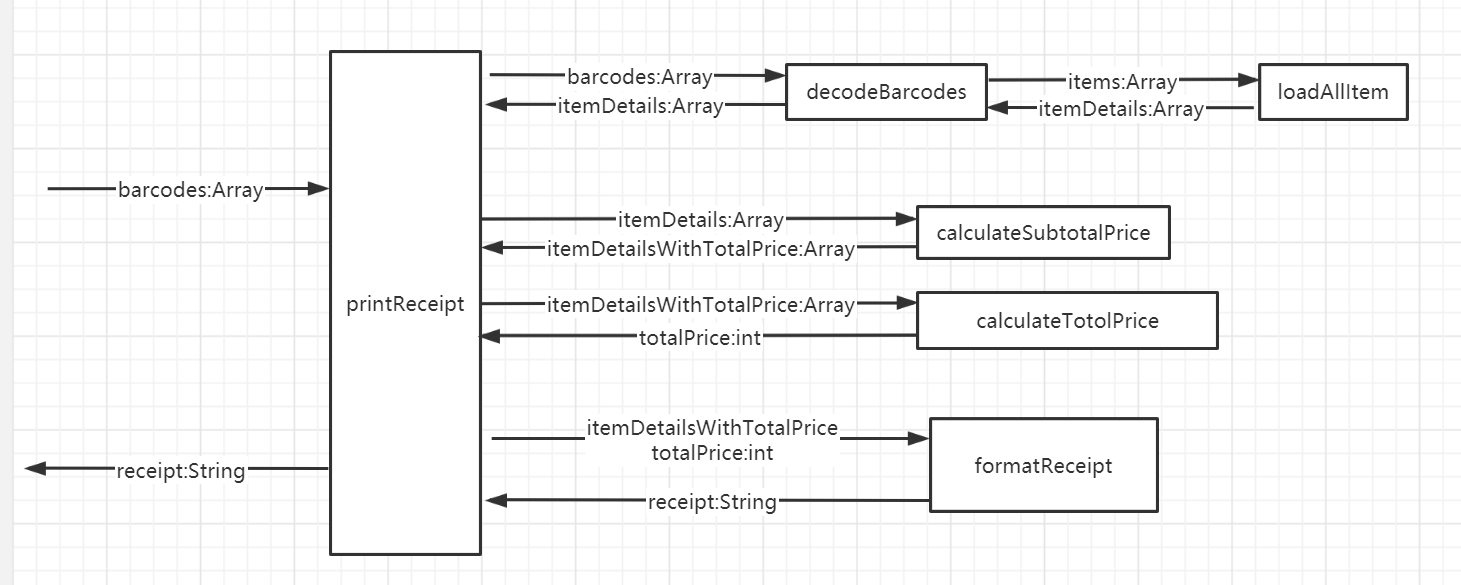 barcodes:Array
decodeBarcodes
items:Array
loadAllItem
itemDetails:Array
itemDetails:Array
barcodes:Array
itemDetails:Array
calculateSubtotalPrice
itemDetailsWithTotalPrice:Array
printReceipt
itemDetailsWithTotalPrice:Array
calculateTotolPrice
totalPrice:int
itemDetailsWithTotalPrice
totalPrice:int
formatReceipt
receipt:String
receipt:String